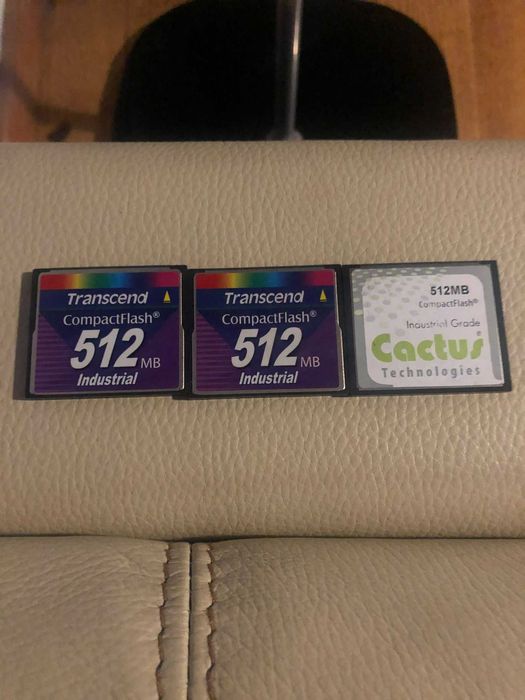 Transcend
CompactFlash®
512 MB
Industrial
Transcend
CompactFlash®
512 MB
Industrial
512MB
CompactFlash®
Industrial Grade
Cactus®
Technologies